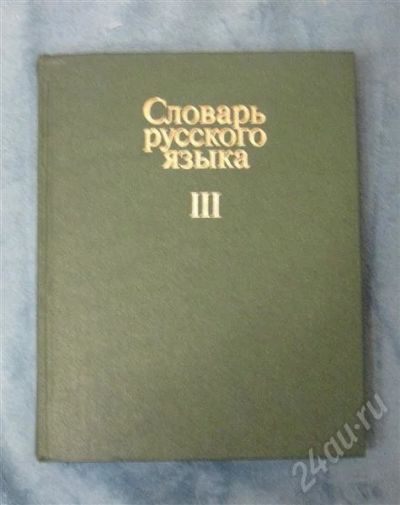 Словарь
русского
языка
III
24au.ru